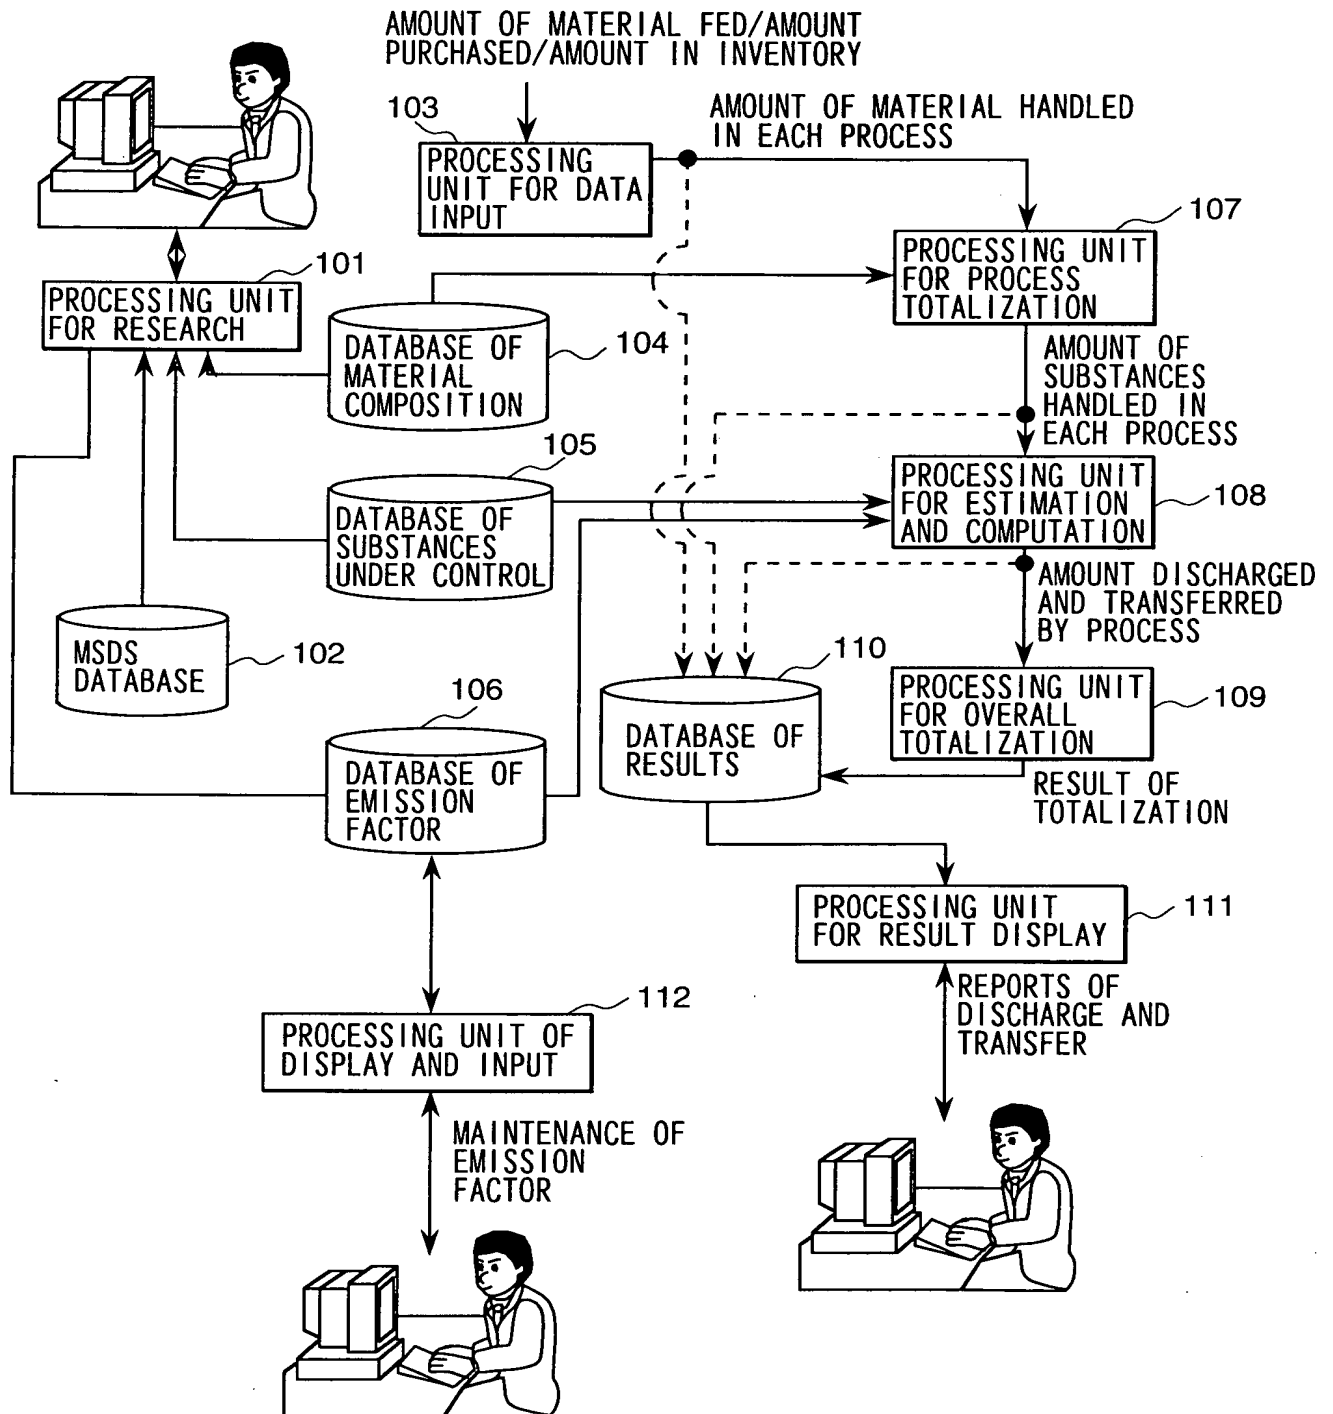 AMOUNT OF MATERIAL FED/AMOUNT
PURCHASED/AMOUNT IN INVENTORY
103
AMOUNT OF MATERIAL HANDLED
IN EACH PROCESS
PROCESSING
UNIT FOR DATA
INPUT
107
PROCESSING UNIT
FOR PROCESS
TOTALIZATION
101
PROCESSING UNIT
FOR RESEARCH
104
DATABASE OF
MATERIAL
COMPOSITION
AMOUNT OF
SUBSTANCES
HANDLED IN
EACH PROCESS
105
DATABASE OF
SUBSTANCES
UNDER CONTROL
PROCESSING UNIT
FOR ESTIMATION
AND COMPUTATION
108
AMOUNT DISCHARGED
AND TRANSFERRED
BY PROCESS
MSDS
DATABASE
102
110
DATABASE OF
RESULTS
PROCESSING UNIT
FOR OVERALL
TOTALIZATION
109
RESULT OF
TOTALIZATION
106
DATABASE OF
EMISSION
FACTOR
PROCESSING UNIT
FOR RESULT DISPLAY
111
REPORTS OF
DISCHARGE AND
TRANSFER
112
PROCESSING UNIT OF
DISPLAY AND INPUT
MAINTENANCE OF
EMISSION
FACTOR